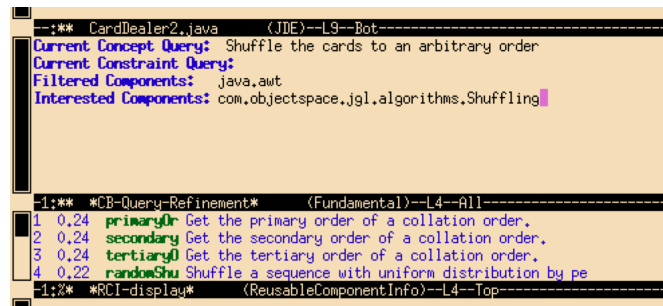 --:** CardDealer2.java (JDE)--L9--Bot--------------------
Current Concept Query: Shuffle the cards to an arbitrary order
Current Constraint Query:
Filtered Components: java.awt
Interested Components: com.objectspace.jgl.algorithms.Shuffling
-1:** *CB-Query-Refinement* (Fundamental)--L4--All--------------------
1 0.24 primaryOr Get the primary order of a collation order.
2 0.24 secondary Get the secondary order of a collation order.
3 0.24 tertiaryO Get the tertiary order of a collation order.
4 0.22 randomShu Shuffle a sequence with uniform distribution by pe
-1:%* *RCI-display* (ReusableComponentInfo)--L4--Top--------------------